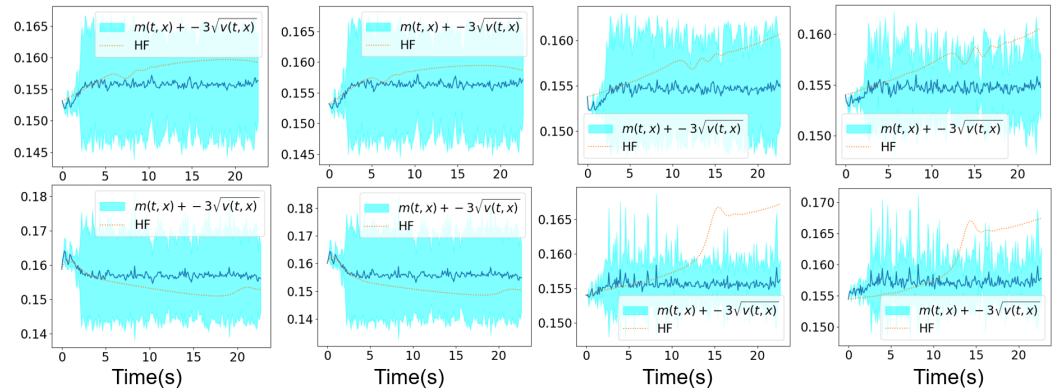 0.165
0.160
0.155
0.150
0.145
0 5 10 15 20
m(t, x) + − 3√v(t, x)
HF
0.165
0.160
0.155
0.150
0.145
0 5 10 15 20
m(t, x) + − 3√v(t, x)
HF
0.160
0.155
0.150
0 5 10 15 20
m(t, x) + − 3√v(t, x)
HF
0.160
0.155
0.150
0 5 10 15 20
m(t, x) + − 3√v(t, x)
HF
0.18
0.17
0.16
0.15
0.14
0 5 10 15 20
m(t, x) + − 3√v(t, x)
HF
Time(s)
0.18
0.17
0.16
0.15
0.14
0 5 10 15 20
m(t, x) + − 3√v(t, x)
HF
Time(s)
0.165
0.160
0.155
0.150
0 5 10 15 20
m(t, x) + − 3√v(t, x)
HF
Time(s)
0.170
0.165
0.160
0.155
0.150
0 5 10 15 20
m(t, x) + − 3√v(t, x)
HF
Time(s)